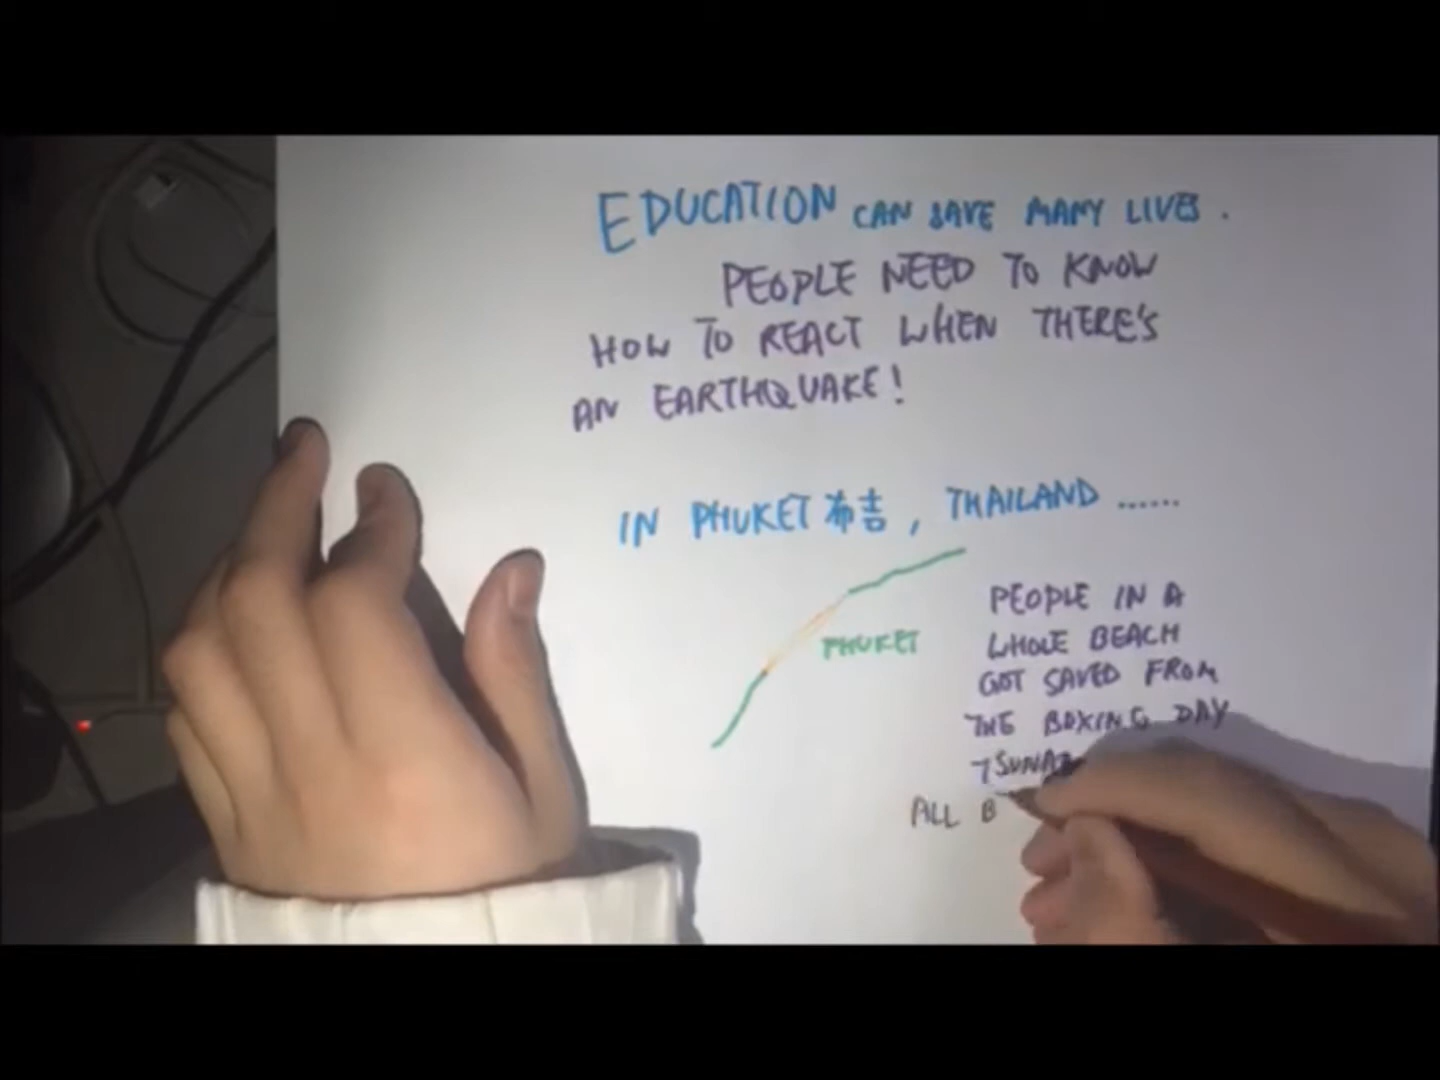 EDUCATION CAN SAVE MANY LIVES.
PEOPLE NEED TO KNOW
HOW TO REACT WHEN THERE'S
AN EARTHQUAKE!
IN PHUKET 布吉, THAILAND ......
PHUKET
PEOPLE IN A
WHOLE BEACH
GOT SAVED FROM
THE BOXING DAY
TSUNA
ALL B